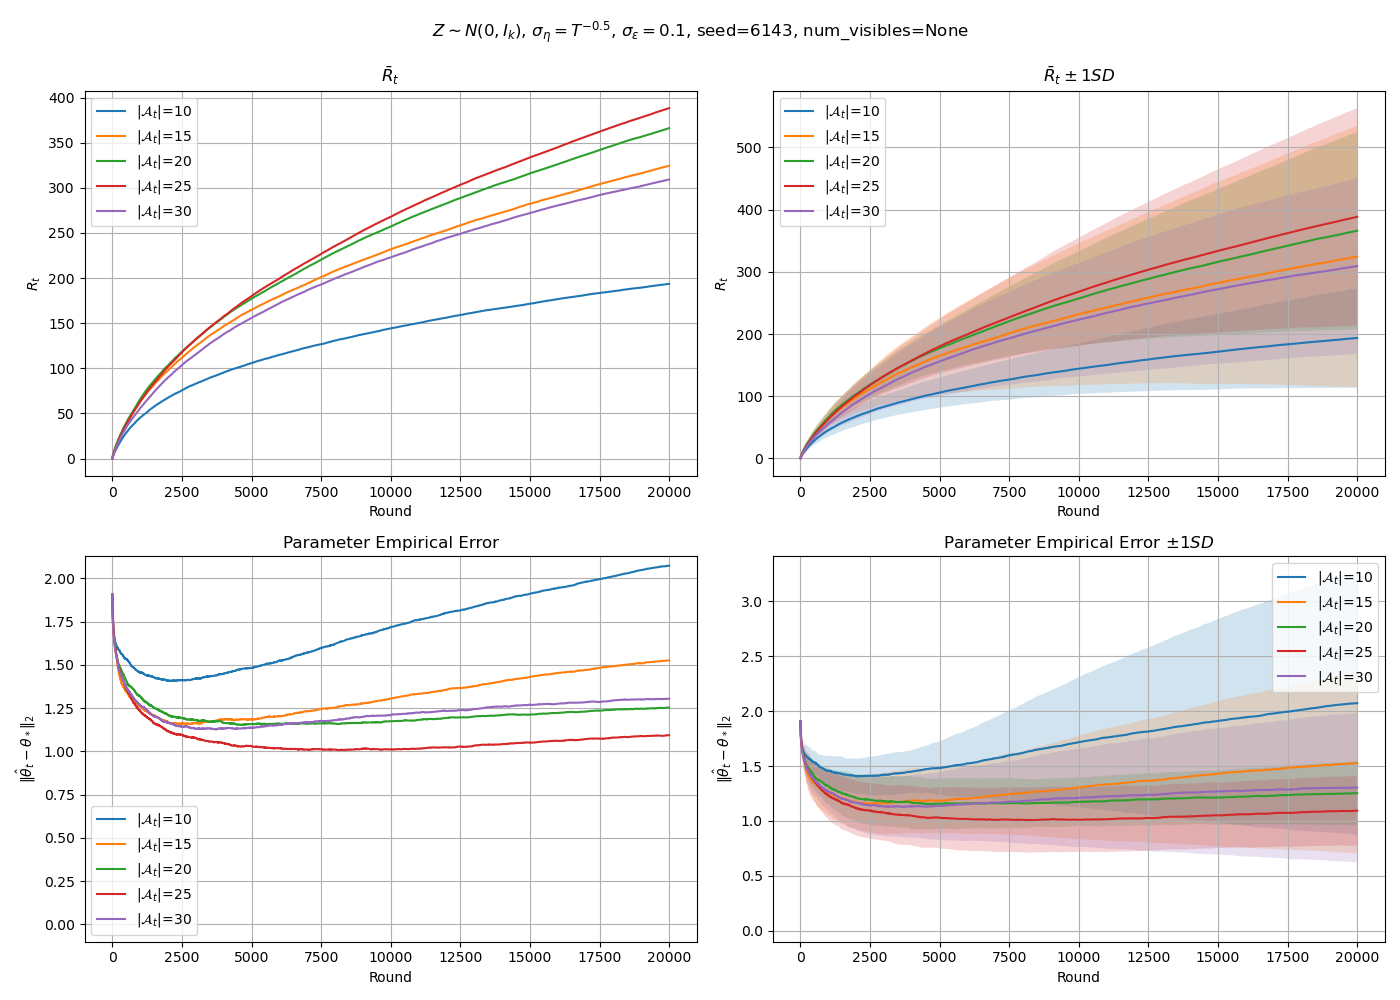 Z ∼ N(0, I_k), σ_η = T^{−0.5}, σ_ε = 0.1, seed=6143, num_visibles=None
R̄_t
R_t
400
350
300
250
200
150
100
50
0
|𝒜_t|=10
|𝒜_t|=15
|𝒜_t|=20
|𝒜_t|=25
|𝒜_t|=30
0 2500 5000 7500 10000 12500 15000 17500 20000
Round
R̄_t ± 1SD
R_t
500
400
300
200
100
0
|𝒜_t|=10
|𝒜_t|=15
|𝒜_t|=20
|𝒜_t|=25
|𝒜_t|=30
0 2500 5000 7500 10000 12500 15000 17500 20000
Round
Parameter Empirical Error
‖θ̂_t − θ_*‖_2
2.00
1.75
1.50
1.25
1.00
0.75
0.50
0.25
0.00
|𝒜_t|=10
|𝒜_t|=15
|𝒜_t|=20
|𝒜_t|=25
|𝒜_t|=30
0 2500 5000 7500 10000 12500 15000 17500 20000
Round
Parameter Empirical Error ±1SD
‖θ̂_t − θ_*‖_2
3.0
2.5
2.0
1.5
1.0
0.5
0.0
|𝒜_t|=10
|𝒜_t|=15
|𝒜_t|=20
|𝒜_t|=25
|𝒜_t|=30
0 2500 5000 7500 10000 12500 15000 17500 20000
Round